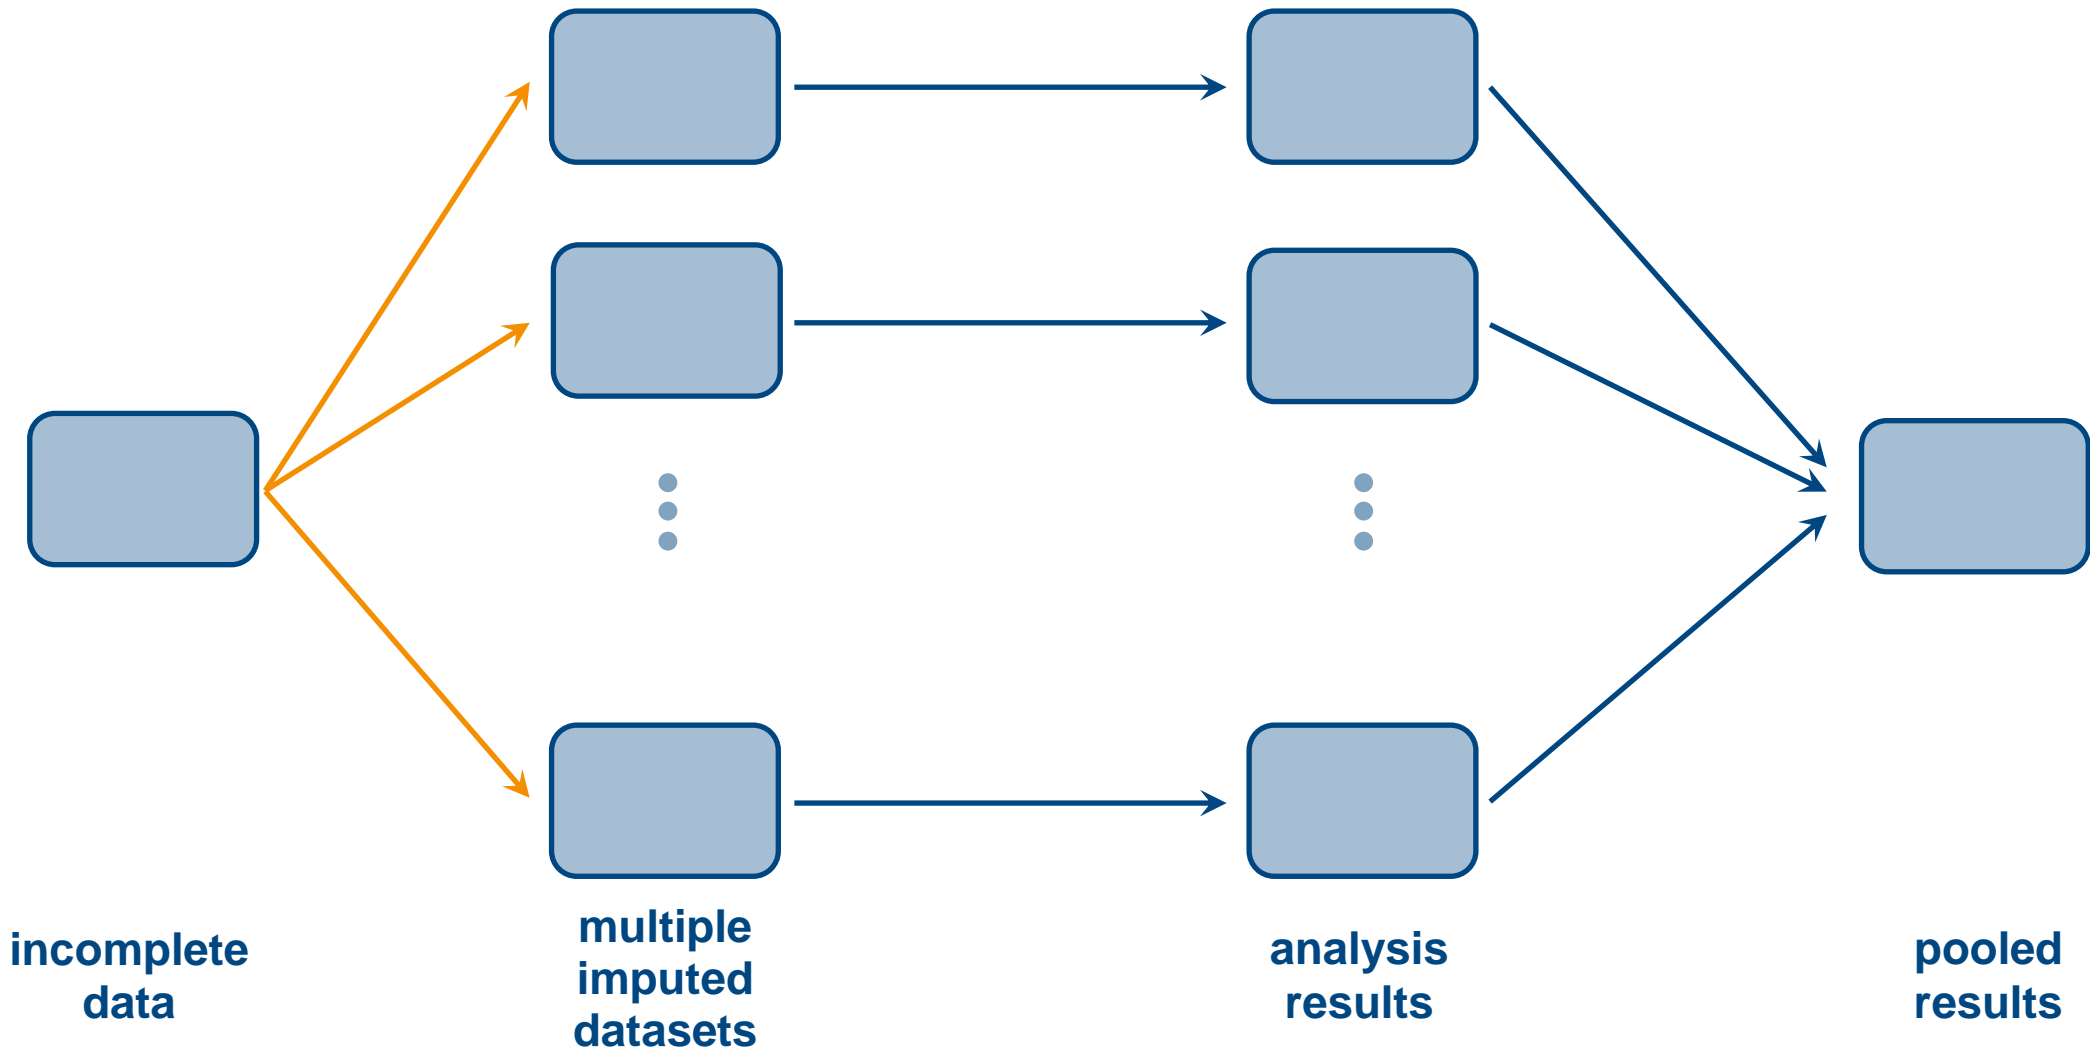 incomplete
data
multiple
imputed
datasets
analysis
results
pooled
results